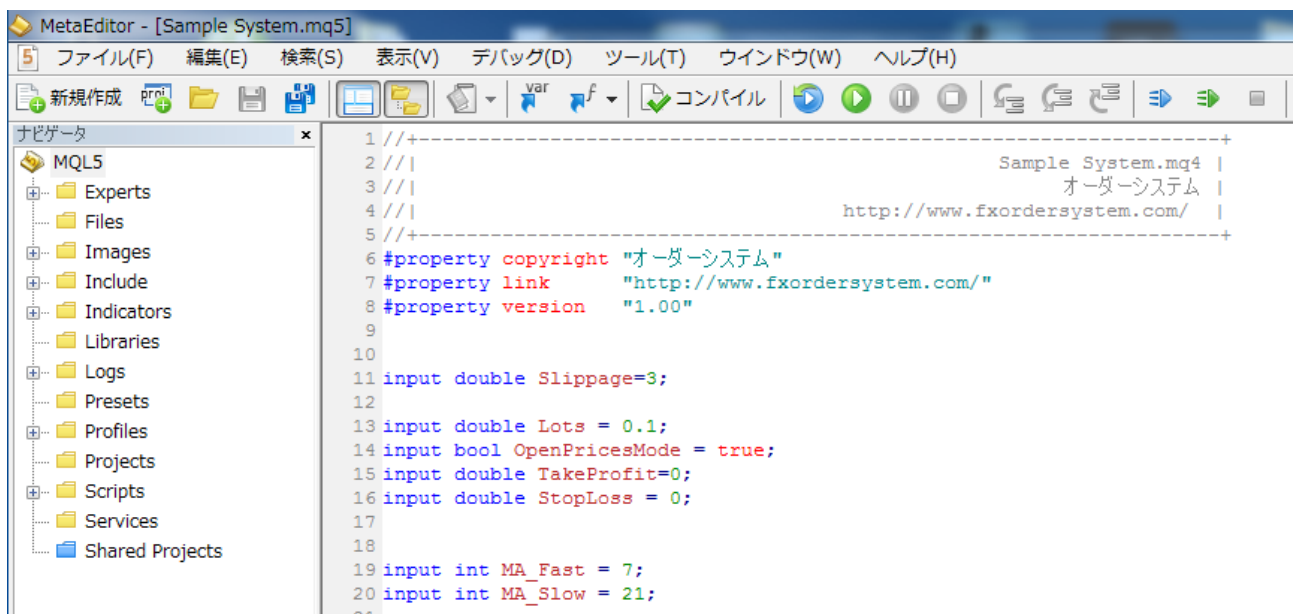 MetaEditor - [Sample System.mq5]
ファイル(F) 編集(E) 検索(S) 表示(V) デバッグ(D) ツール(T) ウインドウ(W) ヘルプ(H)
新規作成 コンパイル
ナビゲータ
MQL5
Experts
Files
Images
Include
Indicators
Libraries
Logs
Presets
Profiles
Projects
Scripts
Services
Shared Projects
1 //+------------------------------------------------------------------+
2 //| Sample System.mq4 |
3 //| オーダーシステム |
4 //| http://www.fxordersystem.com/ |
5 //+------------------------------------------------------------------+
6 #property copyright "オーダーシステム"
7 #property link "http://www.fxordersystem.com/"
8 #property version "1.00"
9
10
11 input double Slippage=3;
12
13 input double Lots = 0.1;
14 input bool OpenPricesMode = true;
15 input double TakeProfit=0;
16 input double StopLoss = 0;
17
18
19 input int MA_Fast = 7;
20 input int MA_Slow = 21;